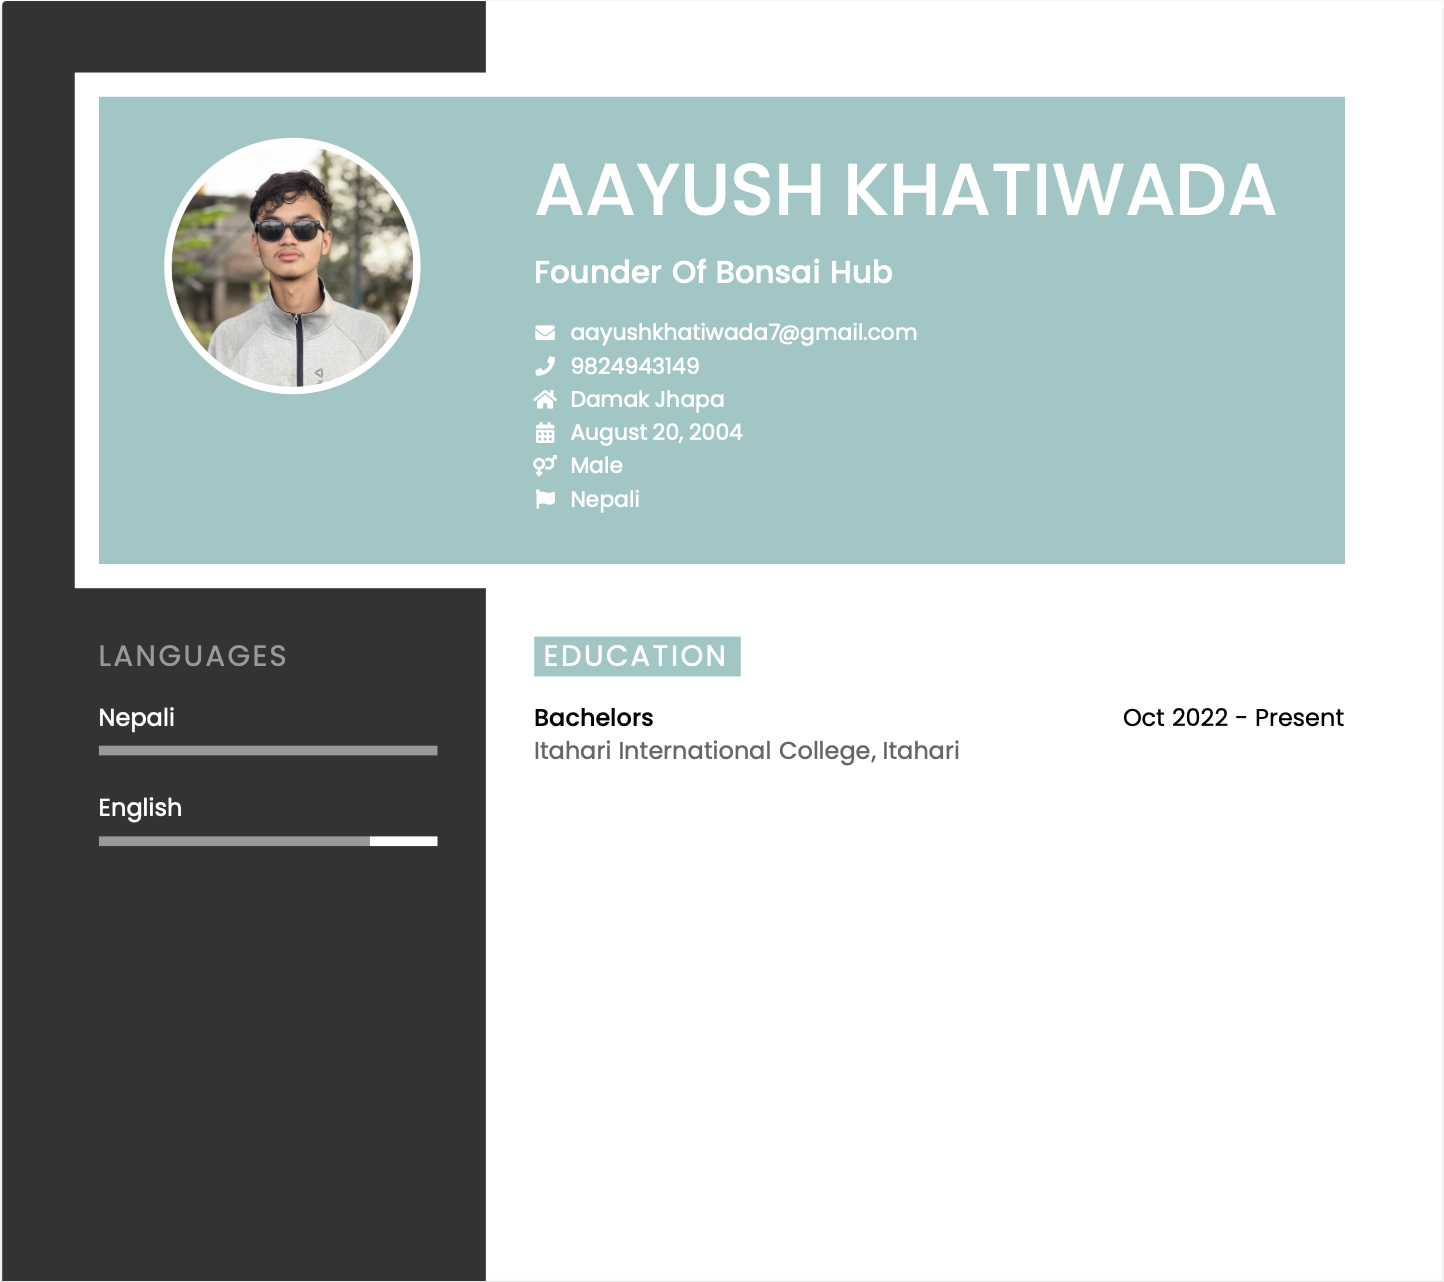 AAYUSH KHATIWADA
Founder Of Bonsai Hub
aayushkhatiwada7@gmail.com
9824943149
Damak Jhapa
August 20, 2004
Male
Nepali
LANGUAGES
Nepali
English
EDUCATION
Bachelors Oct 2022 - Present
Itahari International College, Itahari